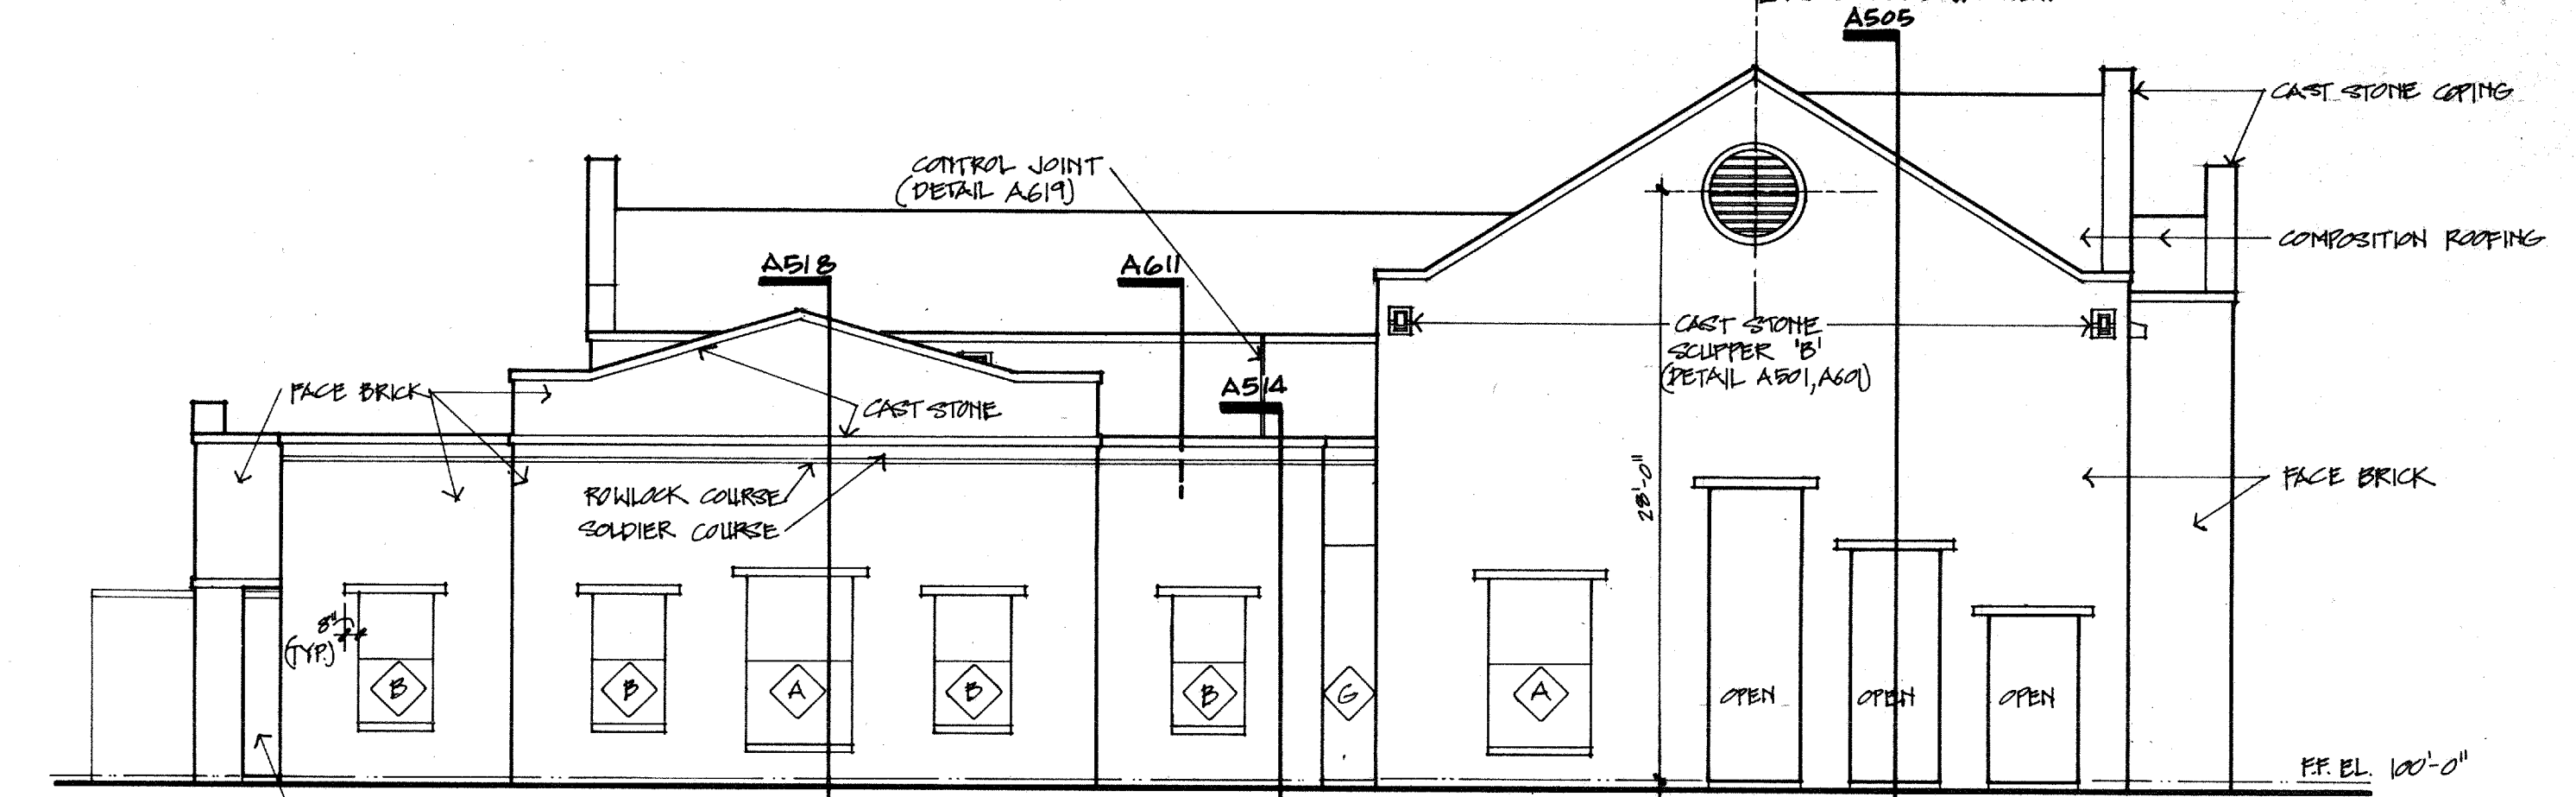 A505
CAST STONE COPING
CONTROL JOINT
(DETAIL A619)
A518
A611
COMPOSITION ROOFING
CAST STONE
SCUPPER 'B'
(DETAIL A501, A601)
A514
FACE BRICK
CAST STONE
28'-0"
ROWLOCK COURSE
SOLDIER COURSE
FACE BRICK
8"
(TYP.)
B
B
A
B
B
G
A
OPEN
OPEN
OPEN
F.F. EL. 100'-0"